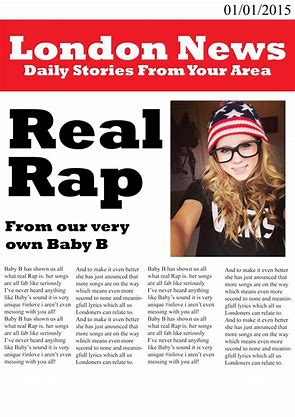 01/01/2015
London News
Daily Stories From Your Area
Real
Rap
From our very
own Baby B
Baby B has shown us all
what real Rap is. her songs
are all fab like seriously
I've never heard anything
like Baby's sound it is very
unique #inlove i aren't even
messing with you all!
Baby B has shown us all
what real Rap is. her songs
are all fab like seriously
I've never heard anything
like Baby's sound it is very
unique #inlove i aren't even
messing with you all!
And to make it even better
she has just anounced that
more songs are on the way
which means even more
second to none and mean-
ingfull lyrics which all us
Londoners can relate to.
And to make it even better
she has just anounced that
more songs are on the way
which means even more
second to none and meanin-
gfull lyrics which all us
Londoners can relate to.
Baby B has shown us all
what real Rap is. her songs
are all fab like seriously
I've never heard anything
like Baby's sound it is very
unique #inlove i aren't even
messing with you all!
Baby B has shown us all
what real Rap is. her songs
are all fab like seriously
I've never heard anything
like Baby's sound it is very
unique #inlove i aren't even
messing with you all!
And to make it even better
she has just anounced that
more songs are on the way
which means even more
second to none and meanin-
gfull lyrics which all us
Londoners can relate to.
And to make it even better
she has just anounced that
more songs are on the way
which means even more
second to none and meanin-
gfull lyrics which all us
Londoners can relate to.